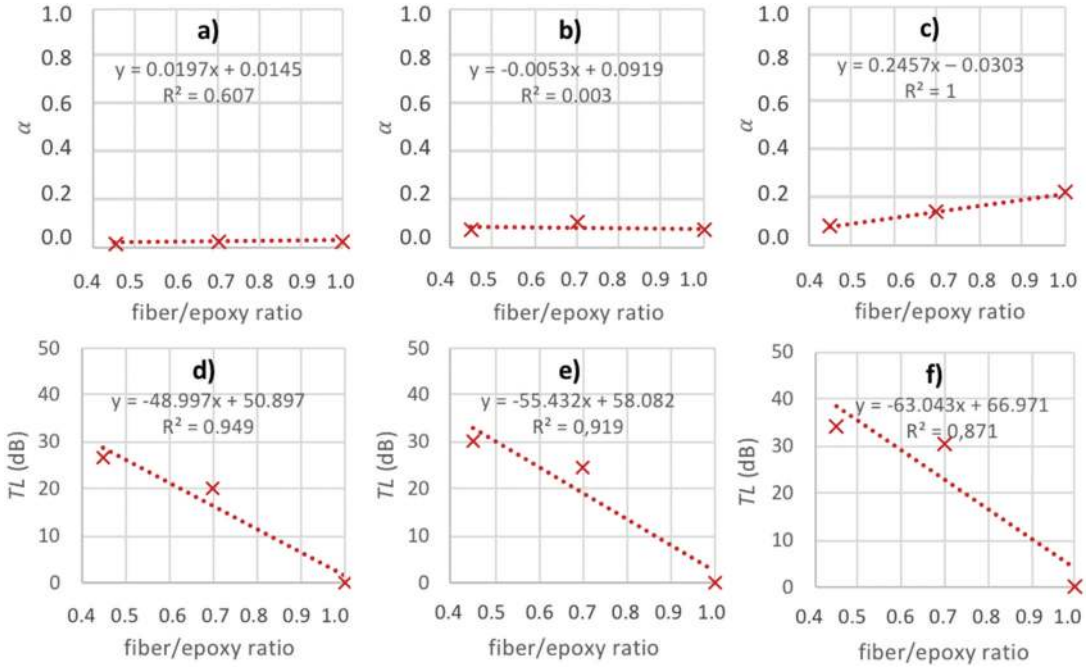 a)
y = 0.0197x + 0.0145
R² = 0.607
1.0
0.8
0.6
0.4
0.2
0.0
α
0.4 0.5 0.6 0.7 0.8 0.9 1.0
fiber/epoxy ratio
b)
y = -0.0053x + 0.0919
R² = 0.003
1.0
0.8
0.6
0.4
0.2
0.0
α
0.4 0.5 0.6 0.7 0.8 0.9 1.0
fiber/epoxy ratio
c)
y = 0.2457x − 0.0303
R² = 1
1.0
0.8
0.6
0.4
0.2
0.0
α
0.4 0.5 0.6 0.7 0.8 0.9 1.0
fiber/epoxy ratio
d)
y = -48.997x + 50.897
R² = 0.949
50
40
30
20
10
0
TL (dB)
0.4 0.5 0.6 0.7 0.8 0.9 1.0
fiber/epoxy ratio
e)
y = -55.432x + 58.082
R² = 0,919
50
40
30
20
10
0
TL (dB)
0.4 0.5 0.6 0.7 0.8 0.9 1.0
fiber/epoxy ratio
f)
y = -63.043x + 66.971
R² = 0,871
50
40
30
20
10
0
TL (dB)
0.4 0.5 0.6 0.7 0.8 0.9 1.0
fiber/epoxy ratio